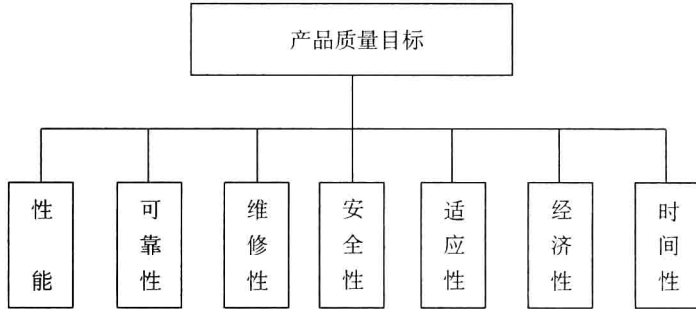 产品质量目标
性能
可靠性
维修性
安全性
适应性
经济性
时间性